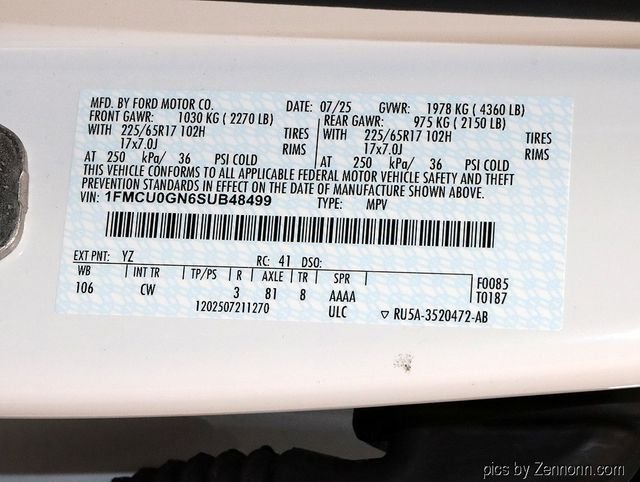 MFD. BY FORD MOTOR CO. DATE: 07/25 GVWR: 1978 KG ( 4360 LB)
FRONT GAWR: 1030 KG ( 2270 LB) REAR GAWR: 975 KG ( 2150 LB)
WITH 225/65R17 102H TIRES WITH 225/65R17 102H TIRES
17x7.0J RIMS 17x7.0J RIMS
AT 250 kPa/ 36 PSI COLD AT 250 kPa/ 36 PSI COLD
THIS VEHICLE CONFORMS TO ALL APPLICABLE FEDERAL MOTOR VEHICLE SAFETY AND THEFT
PREVENTION STANDARDS IN EFFECT ON THE DATE OF MANUFACTURE SHOWN ABOVE.
VIN: 1FMCU0GN6SUB48499 TYPE: MPV
EXT PNT: YZ RC: 41 DSO:
WB INT TR TP/PS R AXLE TR SPR F0085
106 CW 3 81 8 AAAA T0187
1202507211270 ULC ▽ RU5A-3520472-AB
pics by Zennonn.com